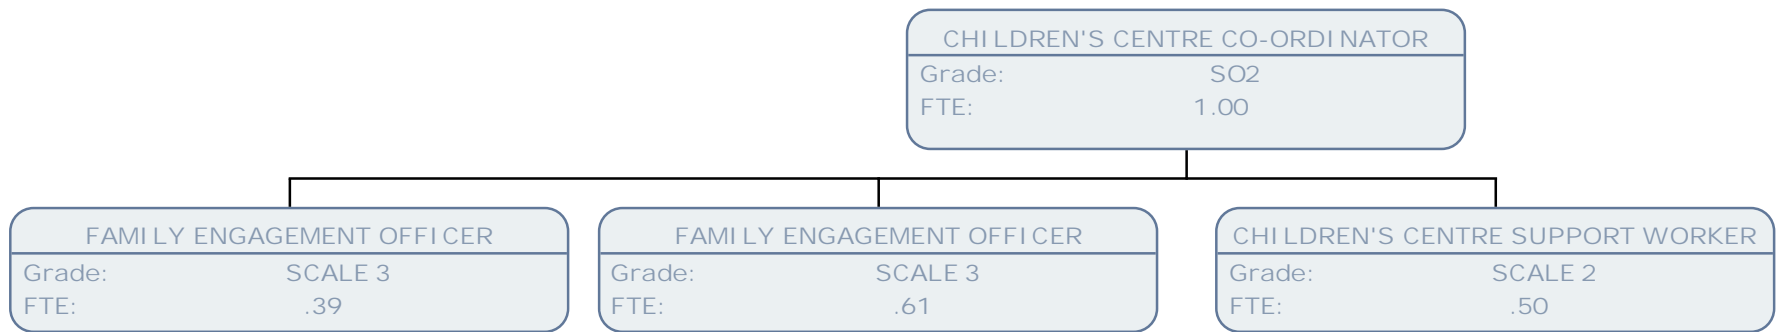 CHILDREN'S CENTRE CO-ORDINATOR
Grade: SO2
FTE: 1.00
FAMILY ENGAGEMENT OFFICER
Grade: SCALE 3
FTE: .39
FAMILY ENGAGEMENT OFFICER
Grade: SCALE 3
FTE: .61
CHILDREN'S CENTRE SUPPORT WORKER
Grade: SCALE 2
FTE: .50